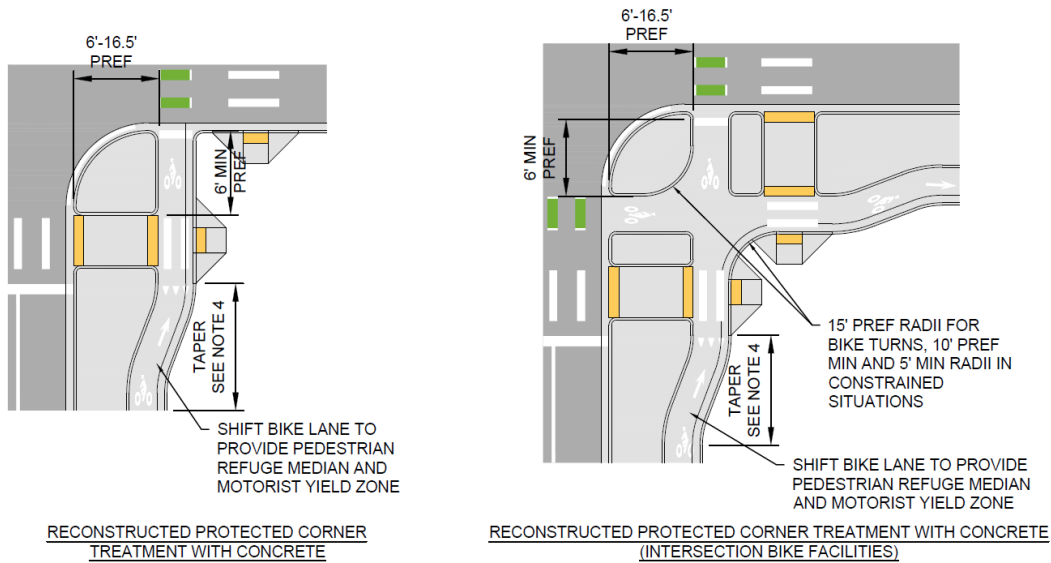 6'-16.5'
PREF
6' MIN
PREF
TAPER
SEE NOTE 4
SHIFT BIKE LANE TO
PROVIDE PEDESTRIAN
REFUGE MEDIAN AND
MOTORIST YIELD ZONE
RECONSTRUCTED PROTECTED CORNER
TREATMENT WITH CONCRETE
6'-16.5'
PREF
6' MIN
PREF
15' PREF RADII FOR
BIKE TURNS, 10' PREF
MIN AND 5' MIN RADII IN
CONSTRAINED
SITUATIONS
TAPER
SEE NOTE 4
SHIFT BIKE LANE TO PROVIDE
PEDESTRIAN REFUGE MEDIAN
AND MOTORIST YIELD ZONE
RECONSTRUCTED PROTECTED CORNER TREATMENT WITH CONCRETE
(INTERSECTION BIKE FACILITIES)